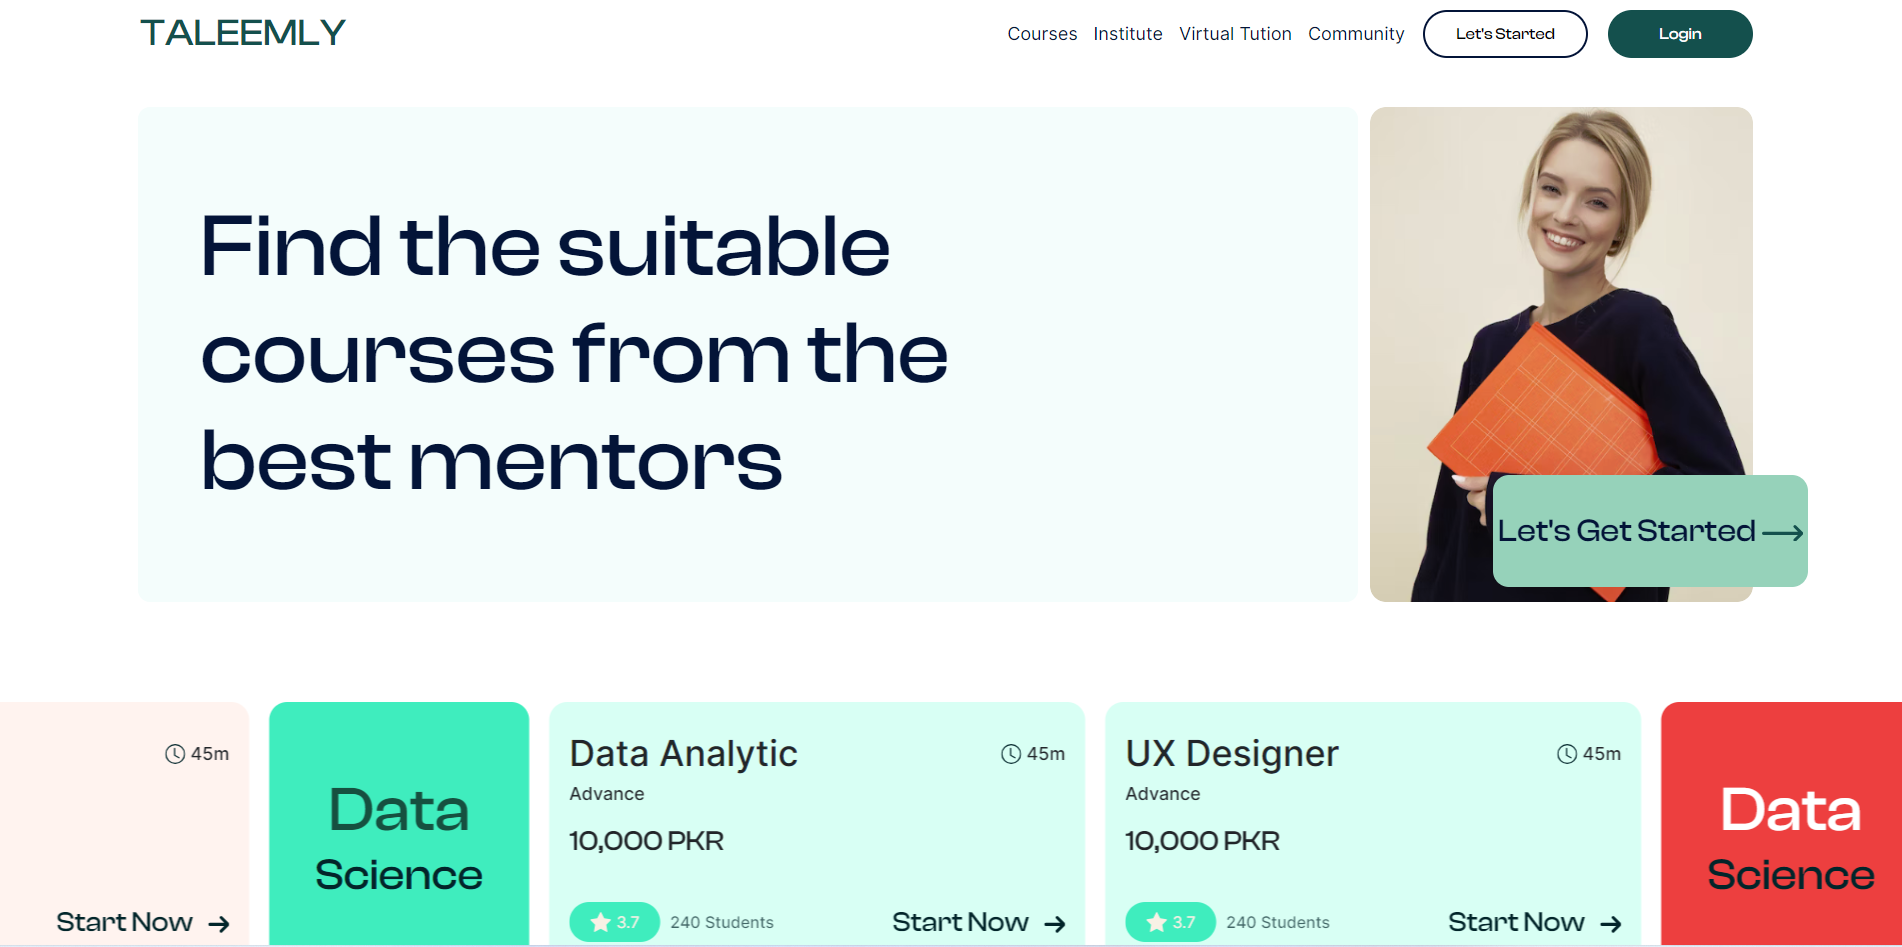 TALEEMLY
Courses Institute Virtual Tution Community Let's Started Login
Find the suitable
courses from the
best mentors
Let's Get Started
45m
Start Now
Data
Science
Data Analytic
45m
Advance
10,000 PKR
3.7 240 Students Start Now
UX Designer
45m
Advance
10,000 PKR
3.7 240 Students Start Now
Data
Science